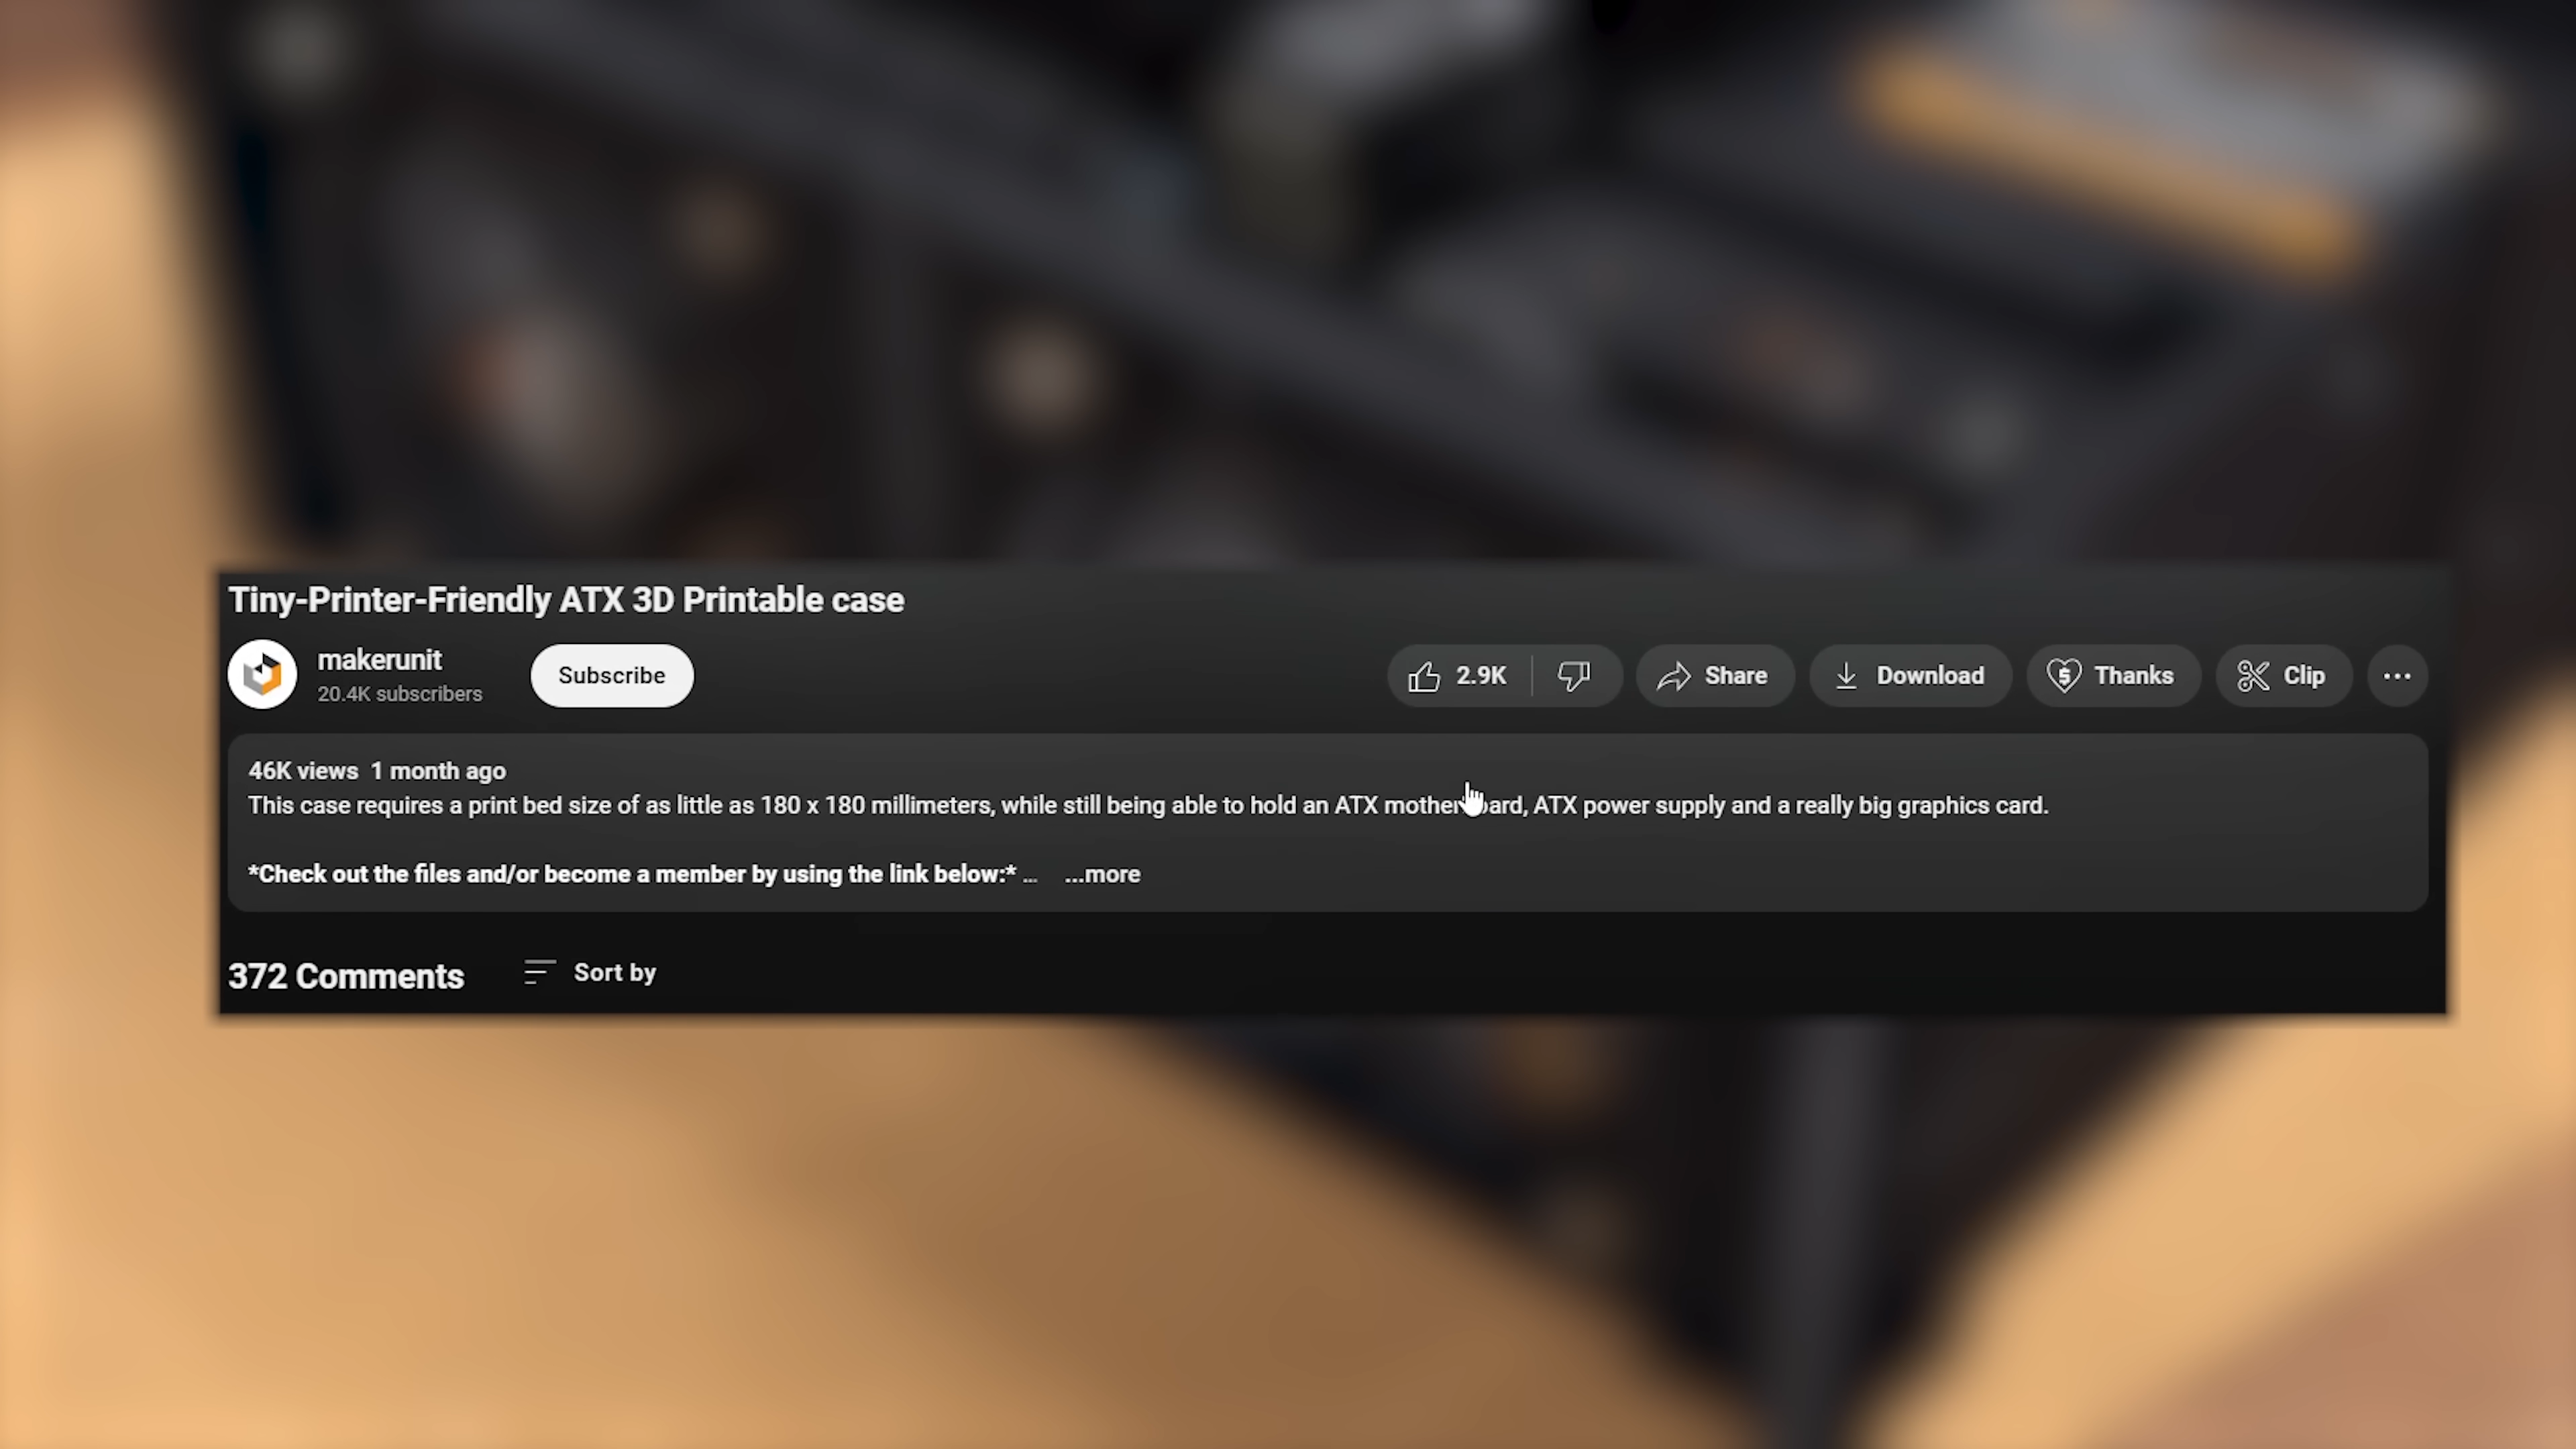 Tiny-Printer-Friendly ATX 3D Printable case
makerunit
20.4K subscribers
Subscribe
2.9K
Share
Download
Thanks
Clip
46K views 1 month ago
This case requires a print bed size of as little as 180 x 180 millimeters, while still being able to hold an ATX motherboard, ATX power supply and a really big graphics card.
*Check out the files and/or become a member by using the link below:* ... ...more
372 Comments
Sort by